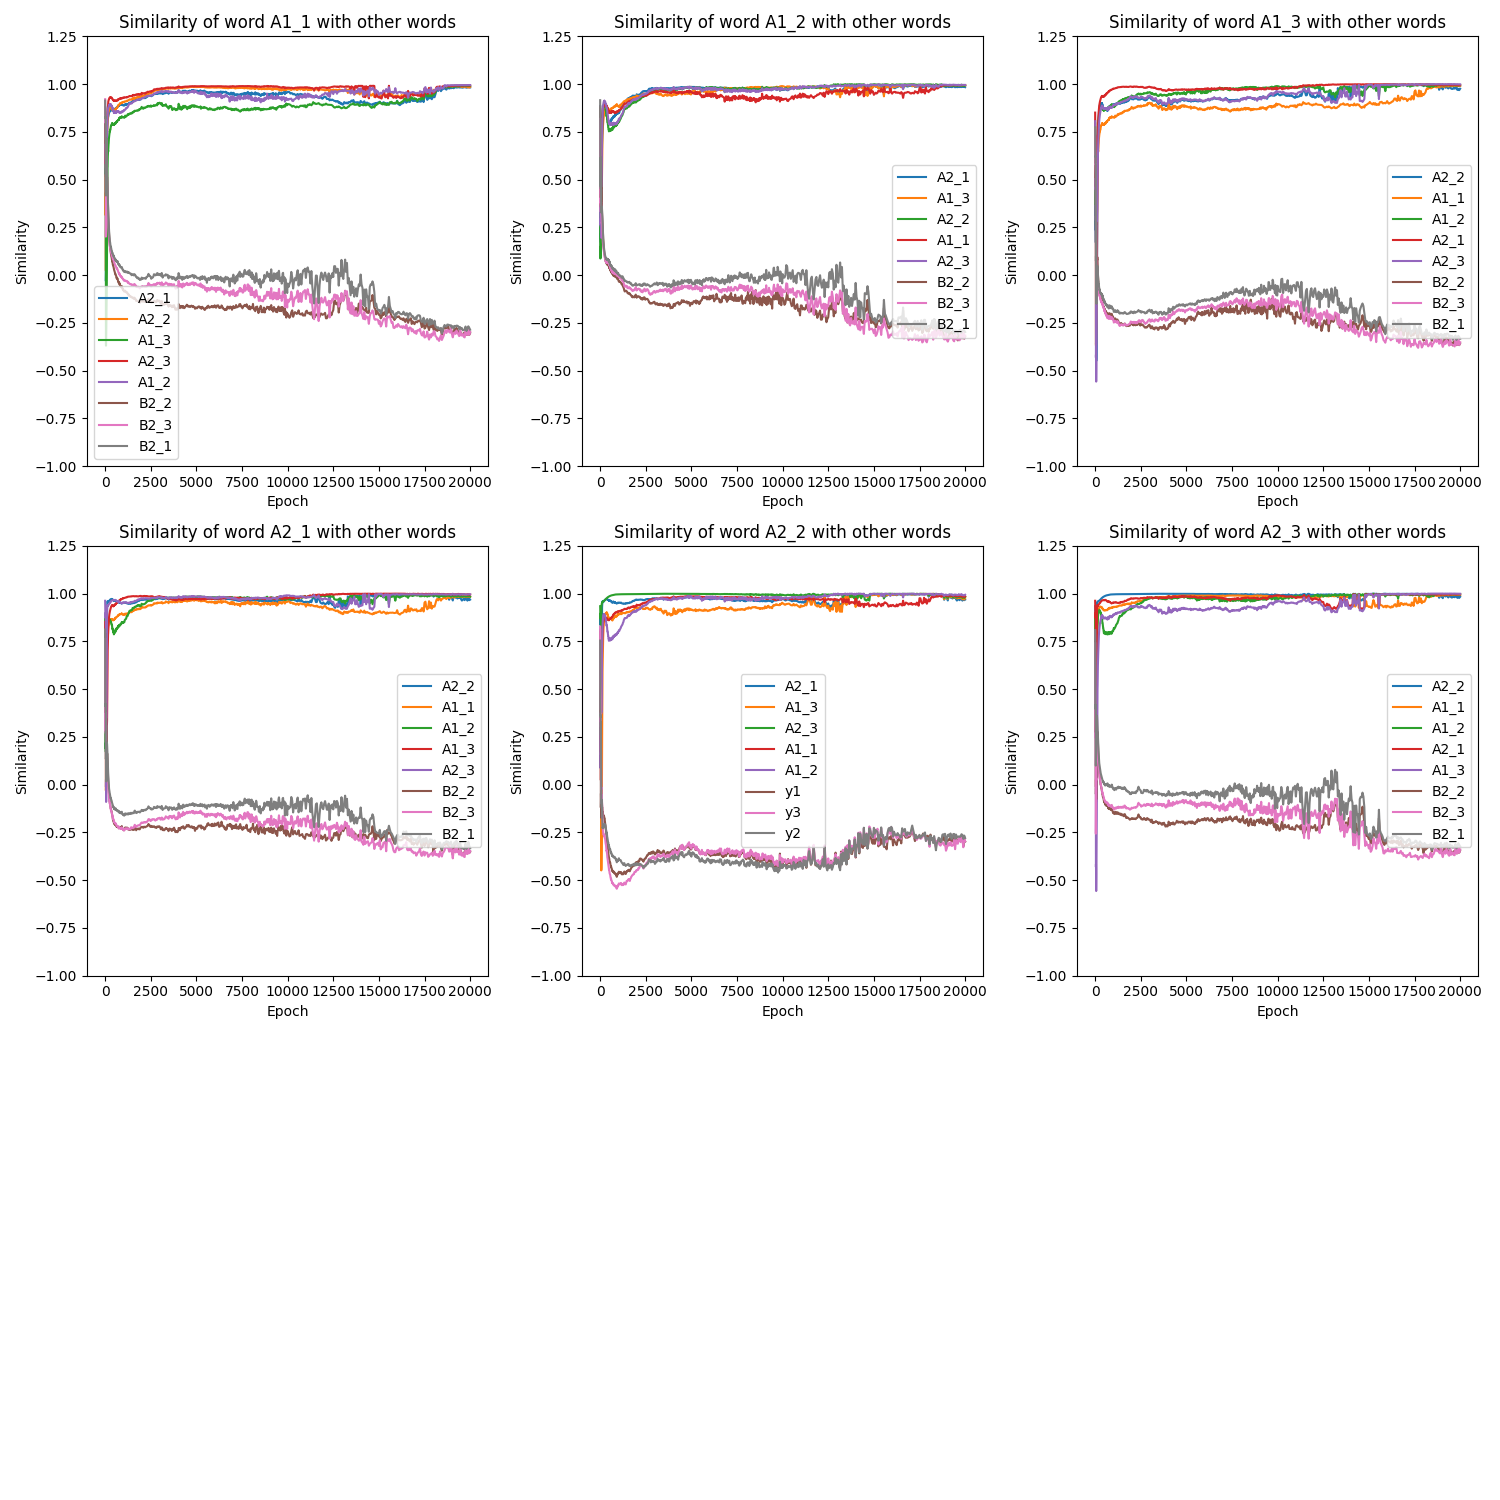 Similarity of word A1_1 with other words
1.25
1.00
0.75
0.50
0.25
0.00
−0.25
−0.50
−0.75
−1.00
Similarity
A2_1
A2_2
A1_3
A2_3
A1_2
B2_2
B2_3
B2_1
0 2500 5000 7500 10000 12500 15000 17500 20000
Epoch
Similarity of word A1_2 with other words
1.25
1.00
0.75
0.50
0.25
0.00
−0.25
−0.50
−0.75
−1.00
Similarity
A2_1
A1_3
A2_2
A1_1
A2_3
B2_2
B2_3
B2_1
0 2500 5000 7500 10000 12500 15000 17500 20000
Epoch
Similarity of word A1_3 with other words
1.25
1.00
0.75
0.50
0.25
0.00
−0.25
−0.50
−0.75
−1.00
Similarity
A2_2
A1_1
A1_2
A2_1
A2_3
B2_2
B2_3
B2_1
0 2500 5000 7500 10000 12500 15000 17500 20000
Epoch
Similarity of word A2_1 with other words
1.25
1.00
0.75
0.50
0.25
0.00
−0.25
−0.50
−0.75
−1.00
Similarity
A2_2
A1_1
A1_2
A1_3
A2_3
B2_2
B2_3
B2_1
0 2500 5000 7500 10000 12500 15000 17500 20000
Epoch
Similarity of word A2_2 with other words
1.25
1.00
0.75
0.50
0.25
0.00
−0.25
−0.50
−0.75
−1.00
Similarity
A2_1
A1_3
A2_3
A1_1
A1_2
y1
y3
y2
0 2500 5000 7500 10000 12500 15000 17500 20000
Epoch
Similarity of word A2_3 with other words
1.25
1.00
0.75
0.50
0.25
0.00
−0.25
−0.50
−0.75
−1.00
Similarity
A2_2
A1_1
A1_2
A2_1
A1_3
B2_2
B2_3
B2_1
0 2500 5000 7500 10000 12500 15000 17500 20000
Epoch